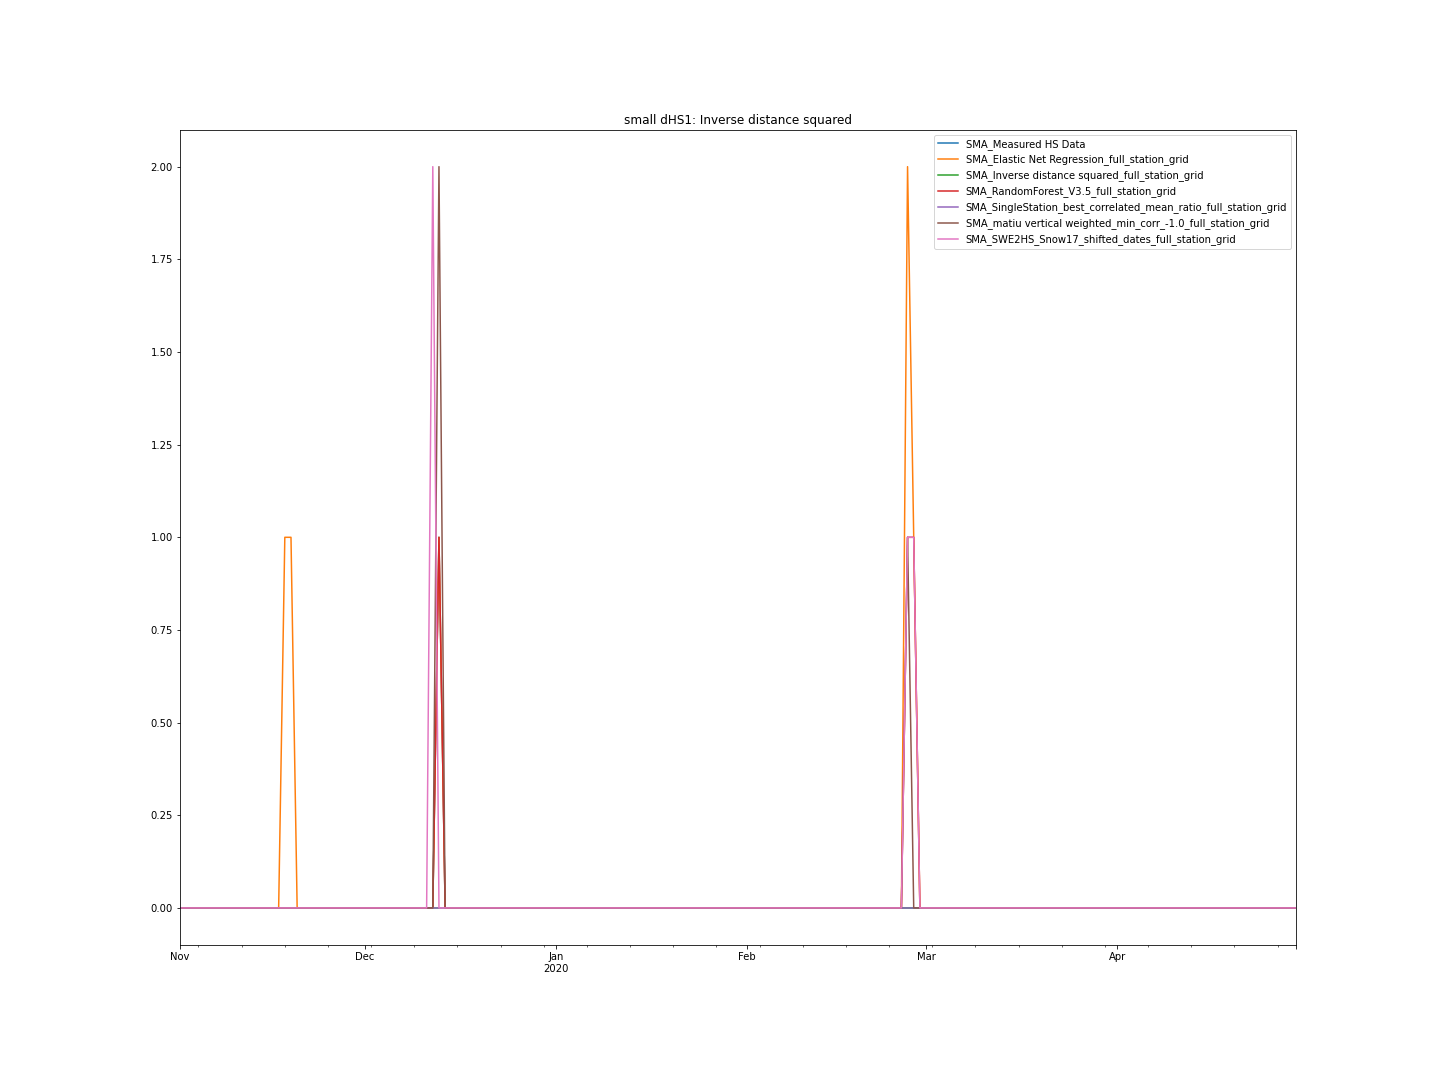 small dHS1: Inverse distance squared
SMA_Measured HS Data
SMA_Elastic Net Regression_full_station_grid
SMA_Inverse distance squared_full_station_grid
SMA_RandomForest_V3.5_full_station_grid
SMA_SingleStation_best_correlated_mean_ratio_full_station_grid
SMA_matiu vertical weighted_min_corr_-1.0_full_station_grid
SMA_SWE2HS_Snow17_shifted_dates_full_station_grid
2.00
1.75
1.50
1.25
1.00
0.75
0.50
0.25
0.00
Nov Dec Jan Feb Mar Apr
2020